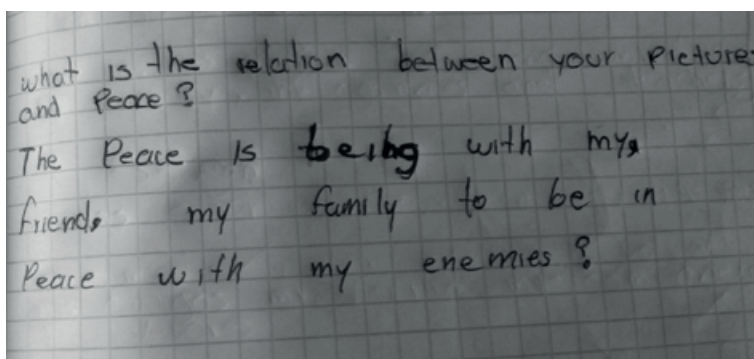 what is the relation between your Picture
and Peace?
The Peace is being with my,
friend, my family to be in
Peace with my enemies?